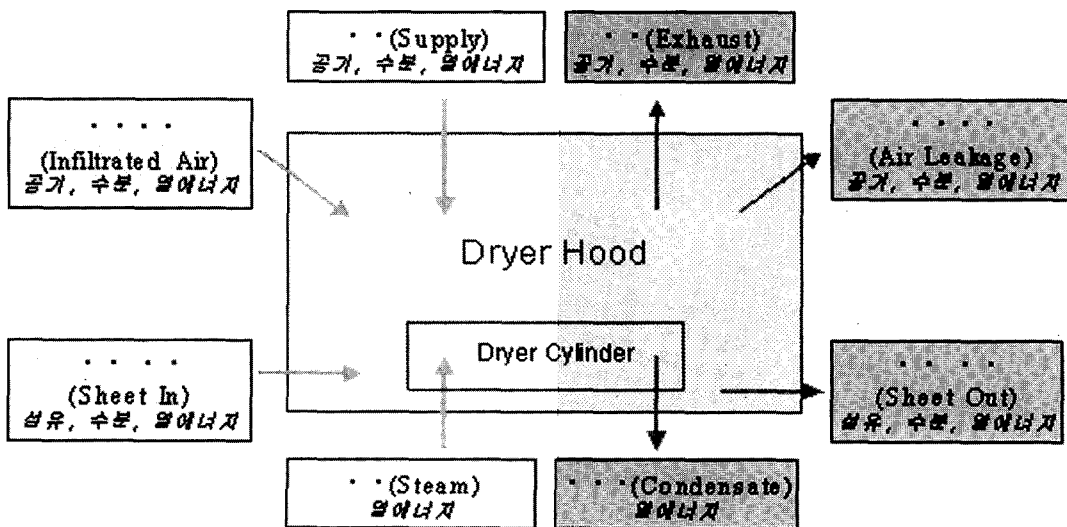 · ·(Supply)
공기, 수분, 열에너지
· ·(Exhaust)
공기, 수분, 열에너지
· · · ·
(Infiltrated Air)
공기, 수분, 열에너지
· · · ·
(Air Leakage)
공기, 수분, 열에너지
Dryer Hood
Dryer Cylinder
· · · ·
(Sheet In)
섬유, 수분, 열에너지
· · · ·
(Sheet Out)
섬유, 수분, 열에너지
· ·(Steam)
열에너지
· · ·(Condensate)
열에너지